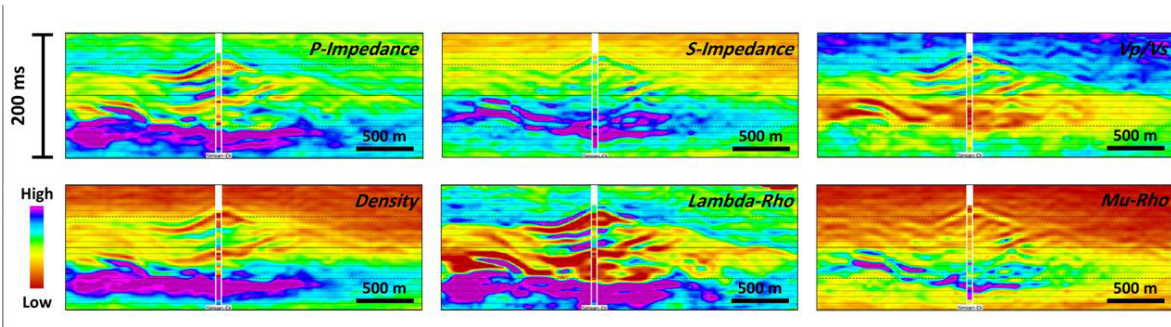 200 ms
P-Impedance
500 m
S-Impedance
500 m
Vp/Vs
500 m
High
Low
Density
500 m
Lambda-Rho
500 m
Mu-Rho
500 m